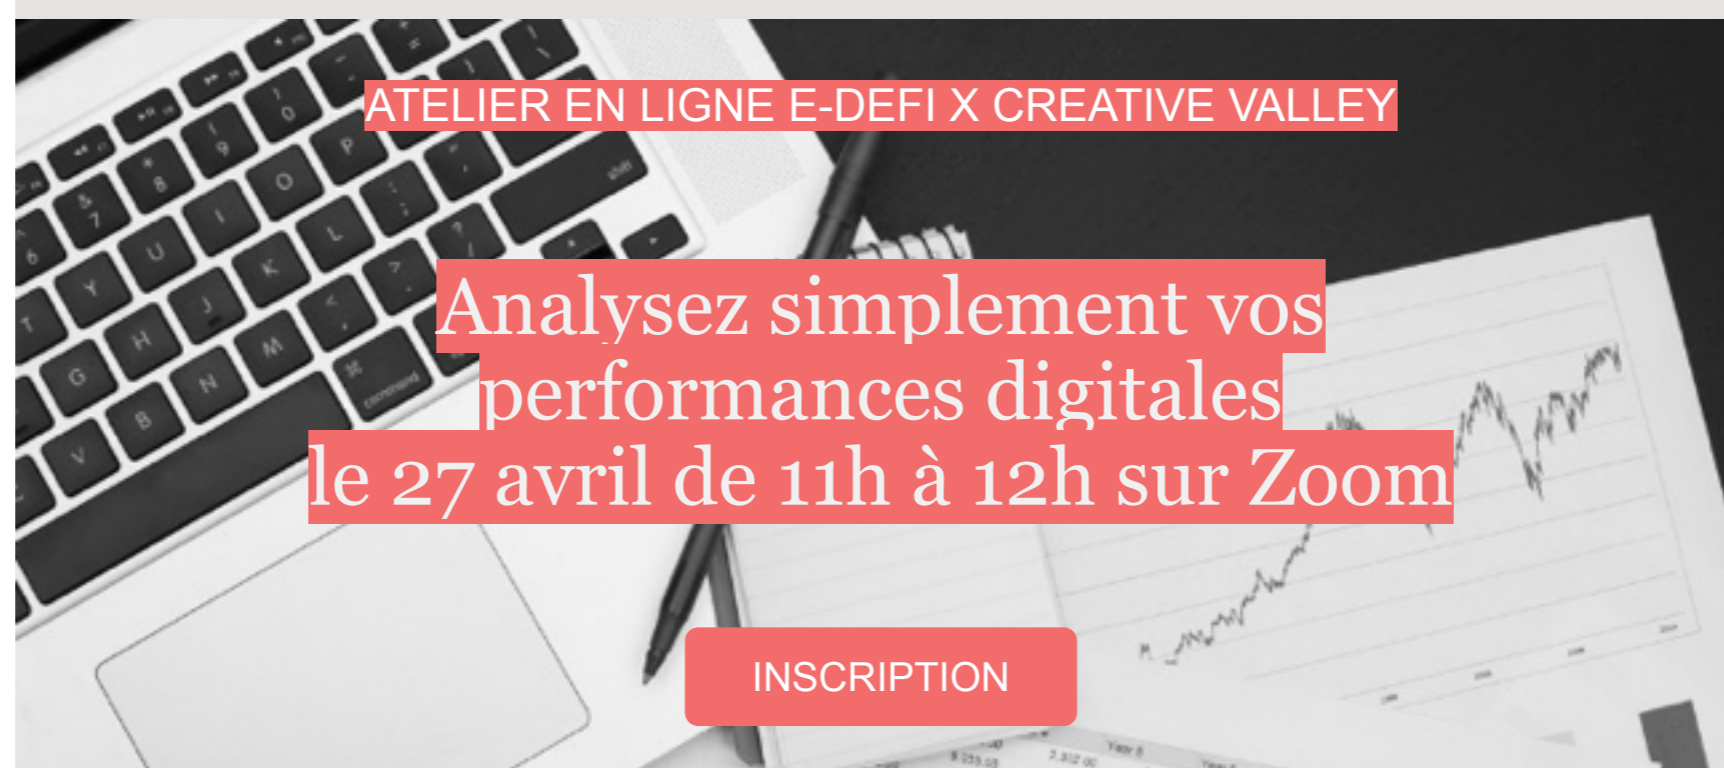 ATELIER EN LIGNE E-DEFI X CREATIVE VALLEY
Analysez simplement vos
performances digitales
le 27 avril de 11h à 12h sur Zoom
INSCRIPTION